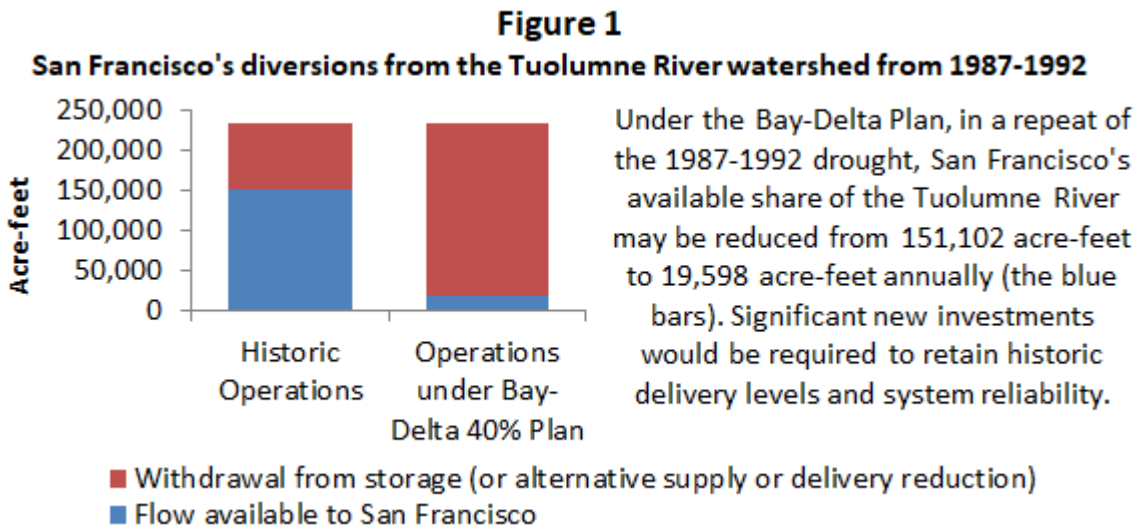 Figure 1
San Francisco's diversions from the Tuolumne River watershed from 1987-1992
Acre-feet
250,000
200,000
150,000
100,000
50,000
0
Historic
Operations
Operations
under Bay-
Delta 40% Plan
Under the Bay-Delta Plan, in a repeat of
the 1987-1992 drought, San Francisco's
available share of the Tuolumne River
may be reduced from 151,102 acre-feet
to 19,598 acre-feet annually (the blue
bars). Significant new investments
would be required to retain historic
delivery levels and system reliability.
Withdrawal from storage (or alternative supply or delivery reduction)
Flow available to San Francisco